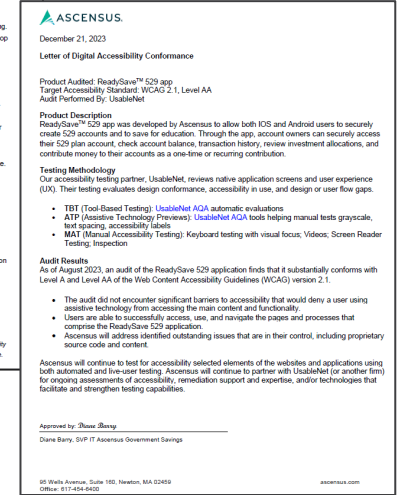 ASCENSUS.
December 21, 2023
Letter of Digital Accessibility Conformance
Product Audited: ReadySave™ 529 app
Target Accessibility Standard: WCAG 2.1, Level AA
Audit Performed By: UsableNet
Product Description
ReadySave™ 529 app was developed by Ascensus to allow both IOS and Android users to securely
create 529 accounts and to save for education. Through the app, account owners can securely access
their 529 plan account, check account balance, transaction history, review investment allocations, and
contribute money to their accounts as a one-time or recurring contribution.
Testing Methodology
Our accessibility testing partner, UsableNet, reviews native application screens and user experience
(UX). Their testing evaluates design conformance, accessibility in use, and design or user flow gaps.
• TBT (Tool-Based Testing): UsableNet AQA automatic evaluations
• ATP (Assistive Technology Previews): UsableNet AQA tools helping manual tests grayscale,
text spacing, accessibility labels
• MAT (Manual Accessibility Testing): Keyboard testing with visual focus; Videos; Screen Reader
Testing; Inspection
Audit Results
As of August 2023, an audit of the ReadySave 529 application finds that it substantially conforms with
Level A and Level AA of the Web Content Accessibility Guidelines (WCAG) version 2.1.
• The audit did not encounter significant barriers to accessibility that would deny a user using
assistive technology from accessing the main content and functionality.
• Users are able to successfully access, use, and navigate the pages and processes that
comprise the ReadySave 529 application.
• Ascensus will address identified outstanding issues that are in their control, including proprietary
source code and content.
Ascensus will continue to test for accessibility selected elements of the websites and applications using
both automated and live-user testing. Ascensus will continue to partner with UsableNet (or another firm)
for ongoing assessments of accessibility, remediation support and expertise, and/or technologies that
facilitate and strengthen testing capabilities.
Approved by: Diane Barry
Diane Barry, SVP IT Ascensus Government Savings
95 Wells Avenue, Suite 160, Newton, MA 02459
Office: 617-454-6400
ascensus.com